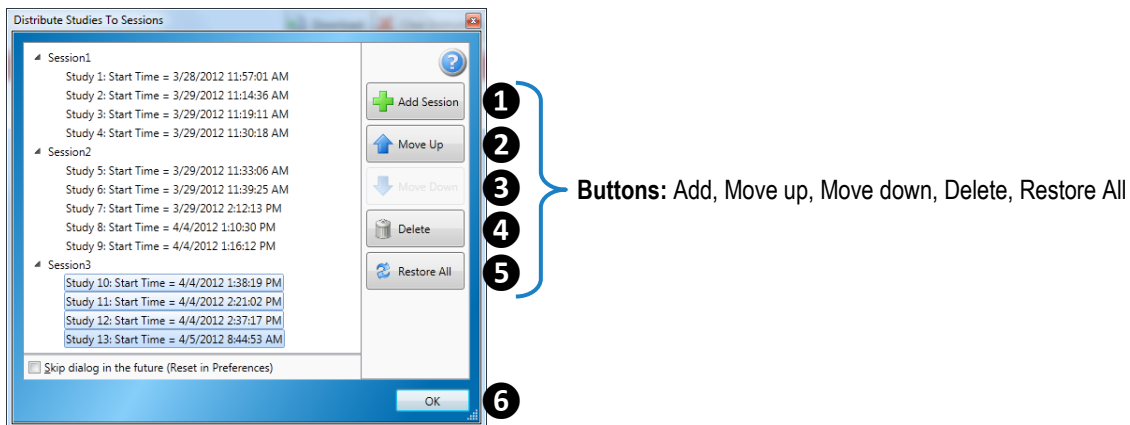 Distribute Studies To Sessions
Session1
Study 1: Start Time = 3/28/2012 11:57:01 AM
Study 2: Start Time = 3/29/2012 11:14:36 AM
Study 3: Start Time = 3/29/2012 11:19:11 AM
Study 4: Start Time = 3/29/2012 11:30:18 AM
Session2
Study 5: Start Time = 3/29/2012 11:33:06 AM
Study 6: Start Time = 3/29/2012 11:39:25 AM
Study 7: Start Time = 3/29/2012 2:12:13 PM
Study 8: Start Time = 4/4/2012 1:10:30 PM
Study 9: Start Time = 4/4/2012 1:16:12 PM
Session3
Study 10: Start Time = 4/4/2012 1:38:19 PM
Study 11: Start Time = 4/4/2012 2:21:02 PM
Study 12: Start Time = 4/4/2012 2:37:17 PM
Study 13: Start Time = 4/5/2012 8:44:53 AM
Skip dialog in the future (Reset in Preferences)
?
Add Session
Move Up
Move Down
Delete
Restore All
OK
1
2
3
4
5
6
Buttons: Add, Move up, Move down, Delete, Restore All